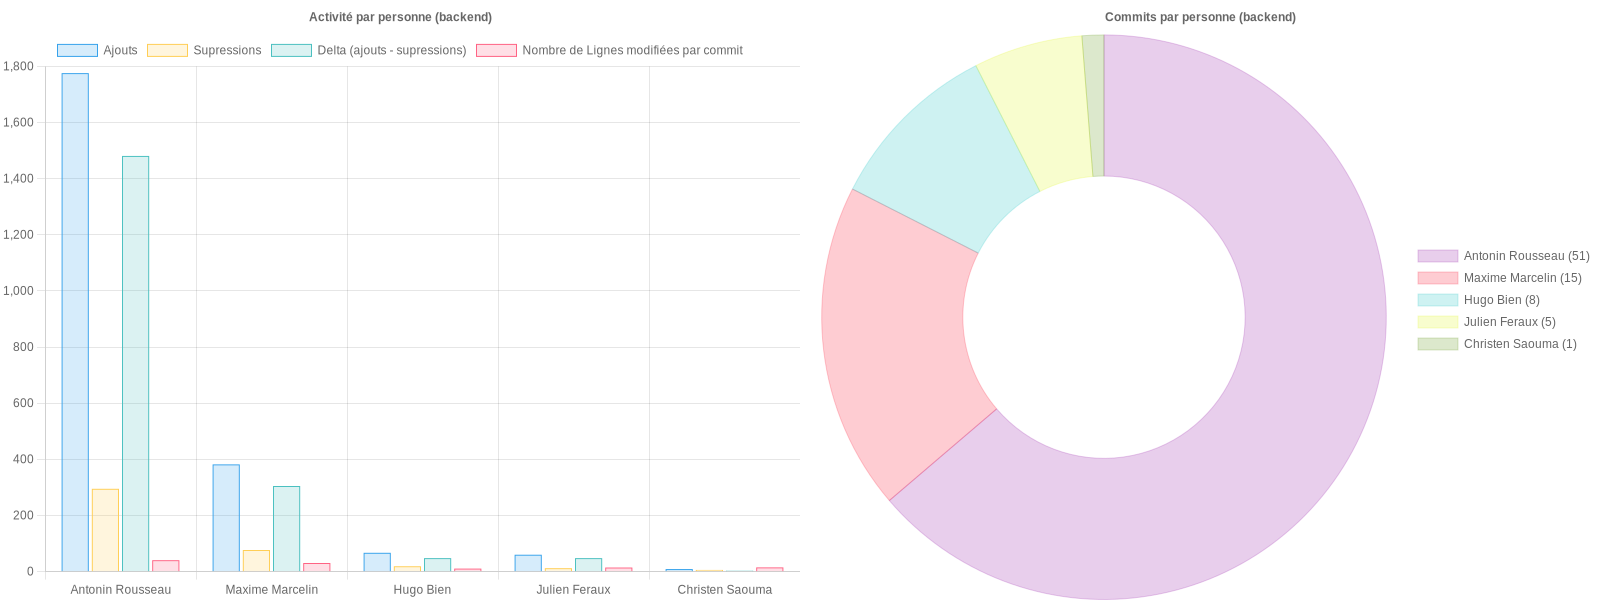 Activité par personne (backend)
Ajouts Supressions Delta (ajouts - supressions) Nombre de Lignes modifiées par commit
1,800
1,600
1,400
1,200
1,000
800
600
400
200
0
Antonin Rousseau Maxime Marcelin Hugo Bien Julien Feraux Christen Saouma
Commits par personne (backend)
Antonin Rousseau (51)
Maxime Marcelin (15)
Hugo Bien (8)
Julien Feraux (5)
Christen Saouma (1)